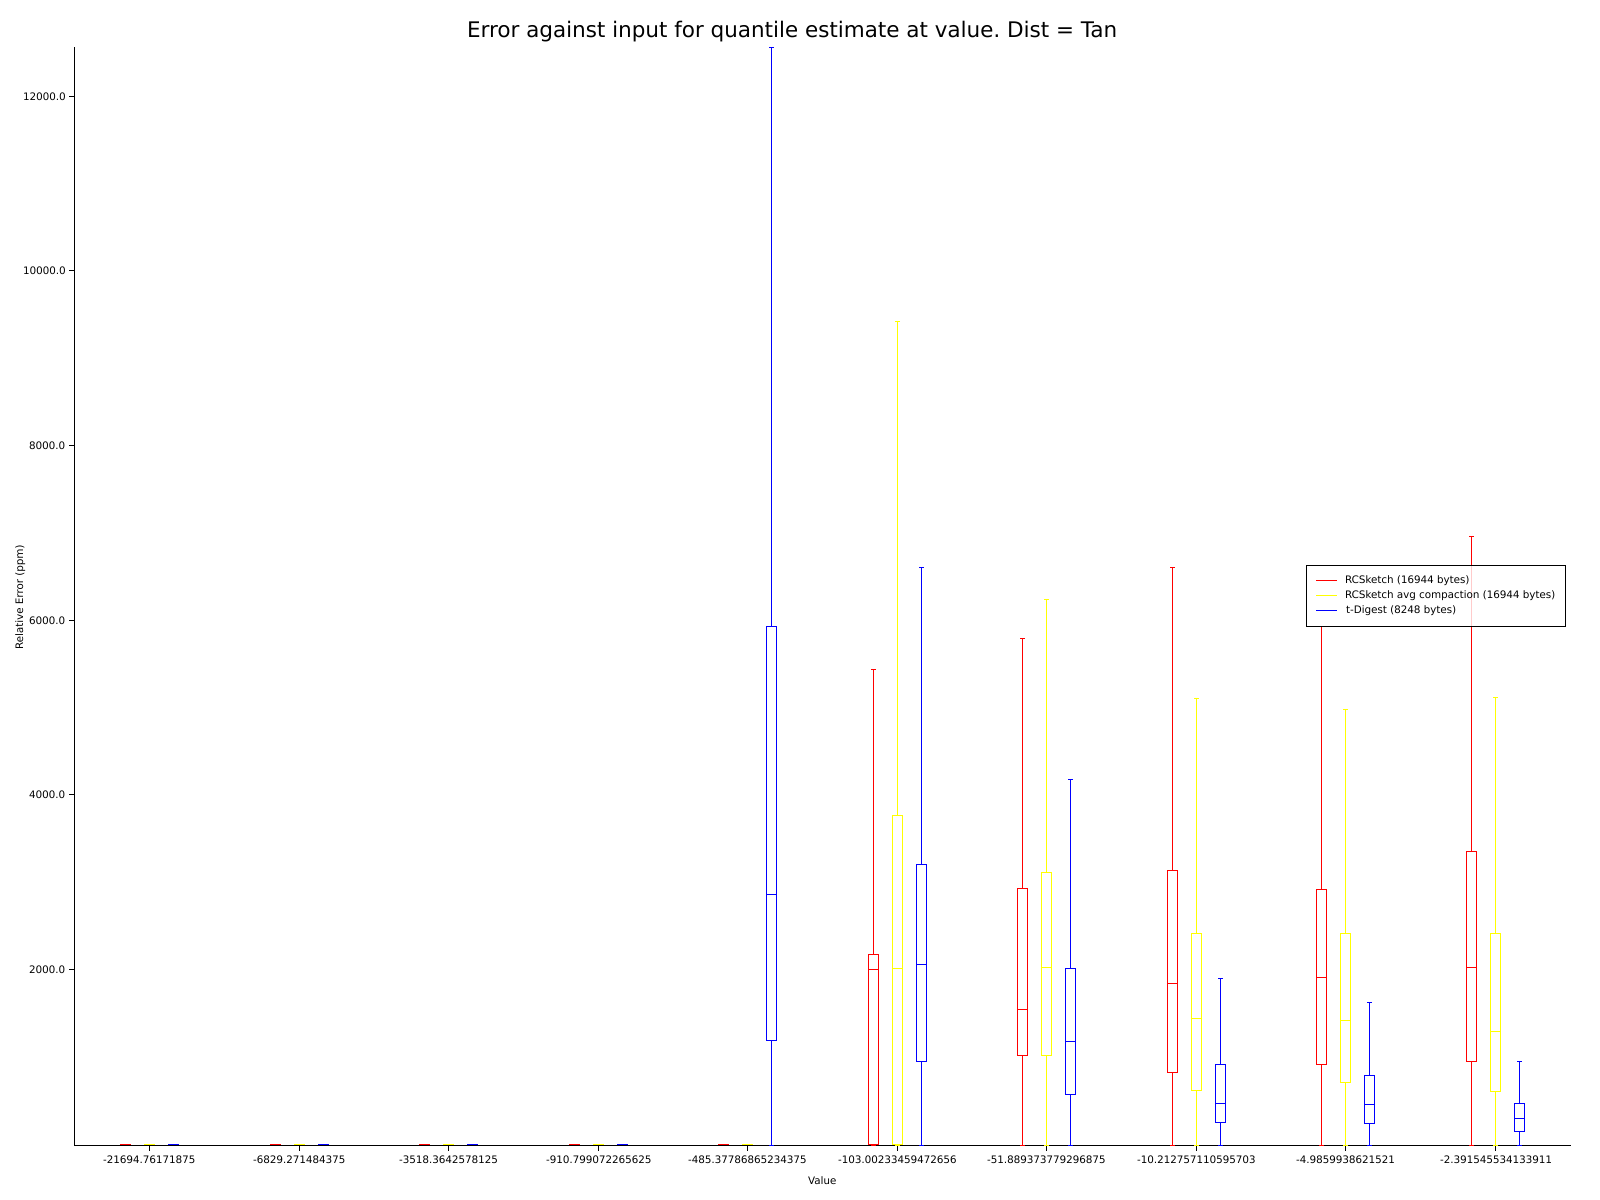 Error against input for quantile estimate at value. Dist = Tan
12000.0
10000.0
8000.0
6000.0
4000.0
2000.0
Relative Error (ppm)
RCSketch (16944 bytes)
RCSketch avg compaction (16944 bytes)
t-Digest (8248 bytes)
-21694.76171875
-6829.271484375
-3518.3642578125
-910.799072265625
-485.37786865234375
-103.00233459472656
-51.889373779296875
-10.212757110595703
-4.9859938621521
-2.391545534133911
Value